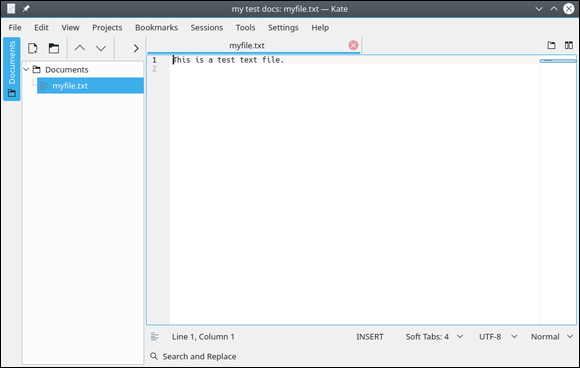 my test docs: myfile.txt — Kate
File Edit View Projects Bookmarks Sessions Tools Settings Help
Documents
myfile.txt
Documents
myfile.txt
1 This is a test text file.
2
Line 1, Column 1 INSERT Soft Tabs: 4 UTF-8 Normal
Search and Replace